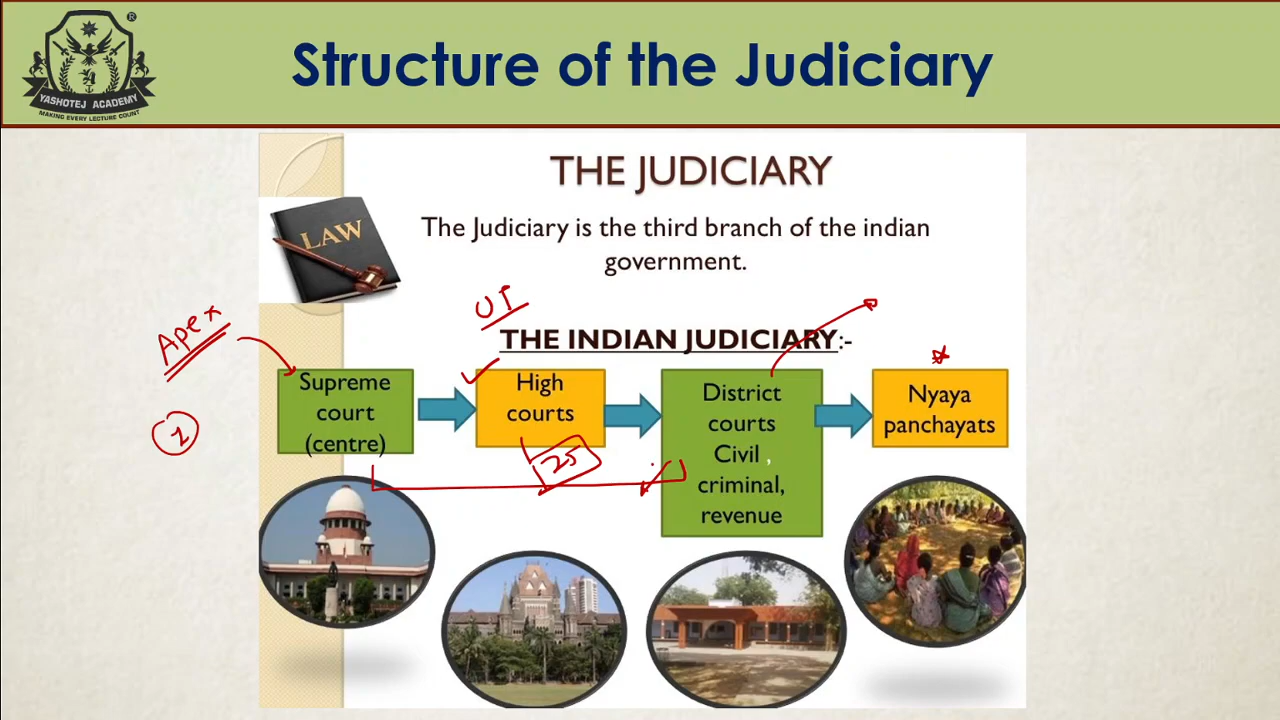 Structure of the Judiciary
YASHOTEJ ACADEMY
MAKING EVERY LECTURE COUNT
®
THE JUDICIARY
The Judiciary is the third branch of the indian
government.
LAW
Apex
THE INDIAN JUDICIARY:-
Supreme
court
(centre)
High
courts
District
courts
Civil ,
criminal,
revenue
Nyaya
panchayats
1
25